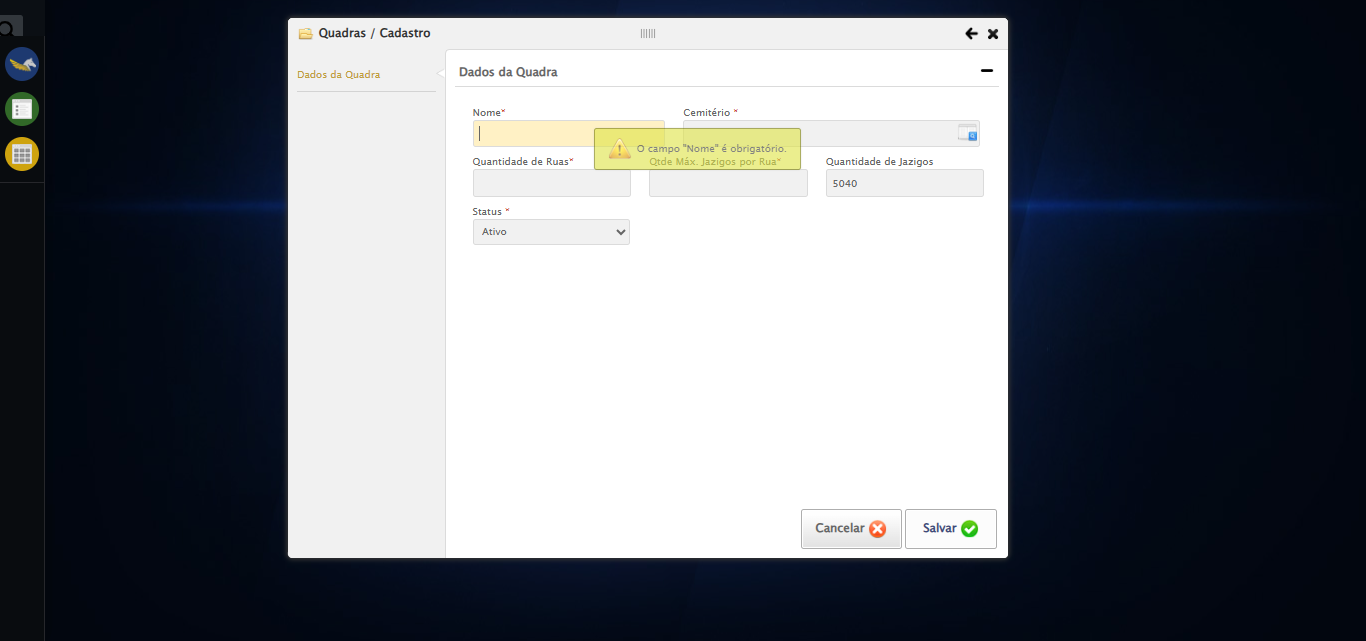 Quadras / Cadastro
Dados da Quadra
Dados da Quadra
Nome*
Cemitério *
O campo "Nome" é obrigatório.
Quantidade de Ruas*
Qtde Máx. Jazigos por Rua*
Quantidade de Jazigos
5040
Status *
Ativo
Cancelar
Salvar